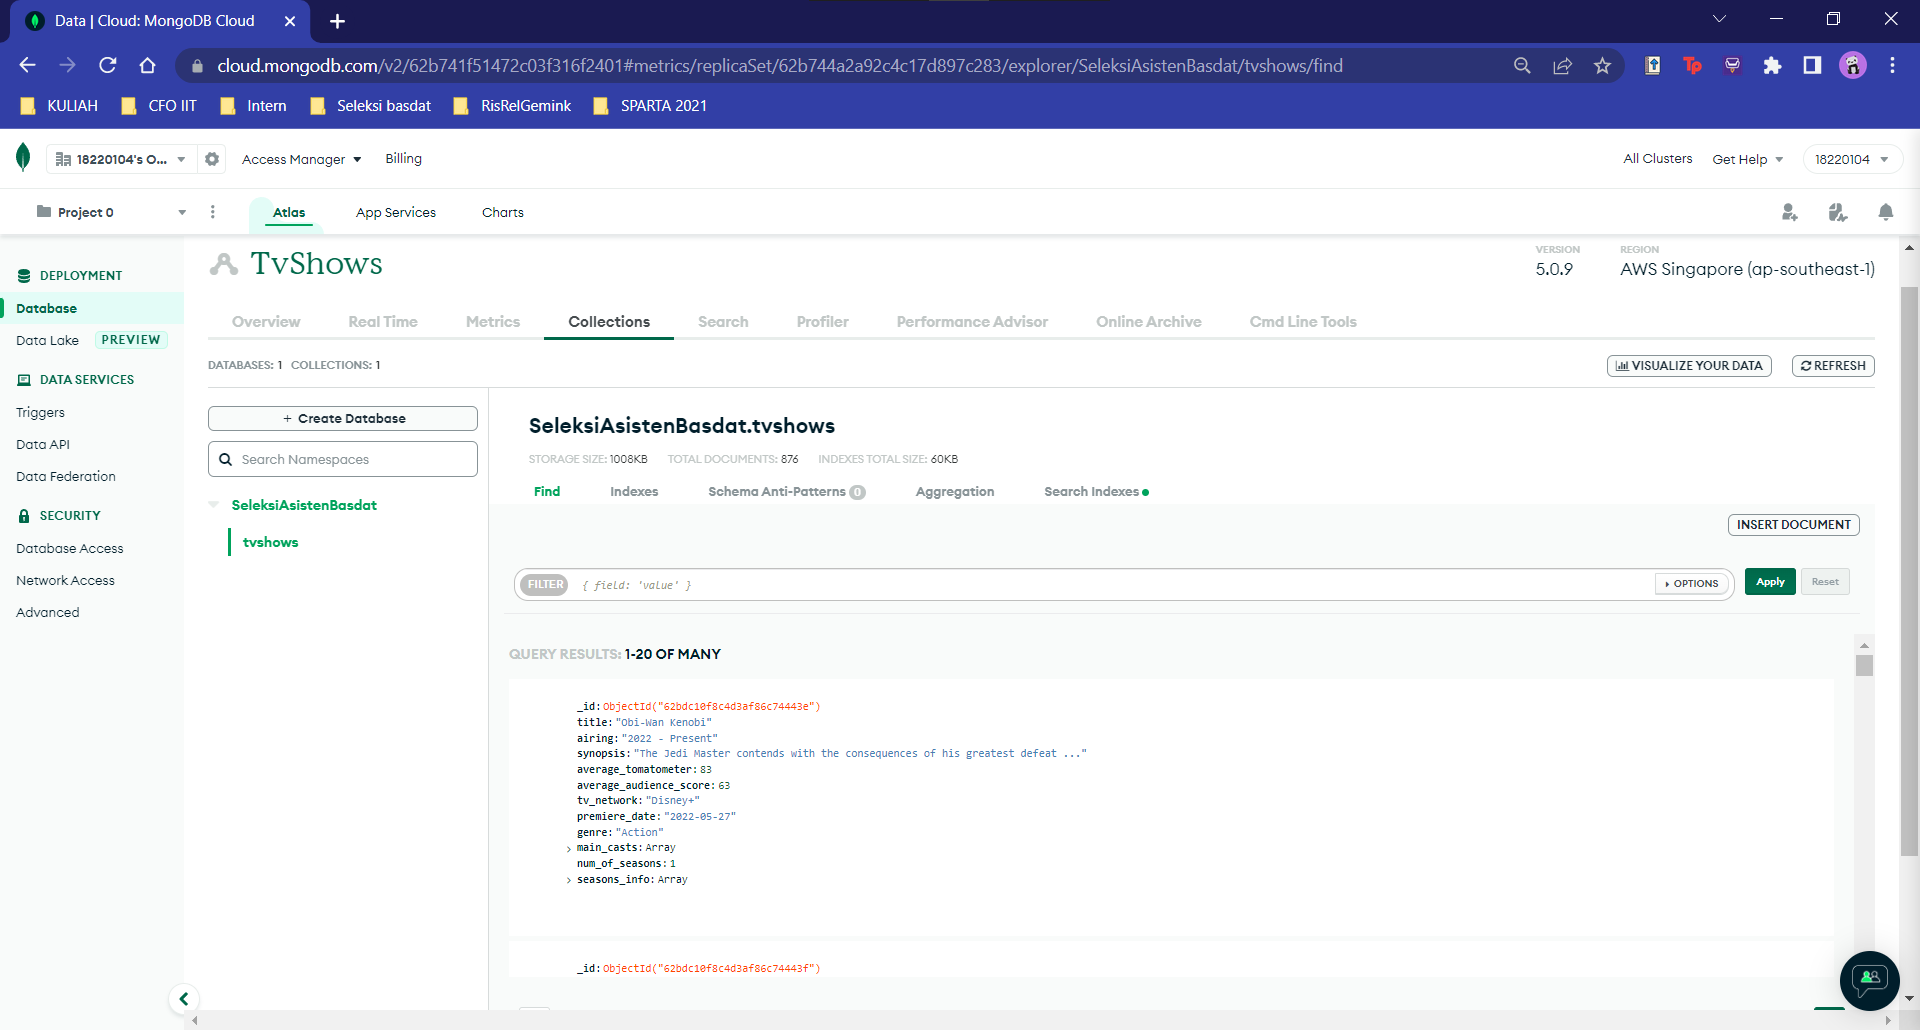 Data | Cloud: MongoDB Cloud
cloud.mongodb.com/v2/62b741f51472c03f316f2401#metrics/replicaSet/62b744a2a92c4c17d897c283/explorer/SeleksiAsistenBasdat/tvshows/find
KULIAH CFO IIT Intern Seleksi basdat RisRelGemink SPARTA 2021
18220104's O... Access Manager Billing All Clusters Get Help 18220104
Project 0 Atlas App Services Charts
DEPLOYMENT
Database
Data Lake PREVIEW
DATA SERVICES
Triggers
Data API
Data Federation
SECURITY
Database Access
Network Access
Advanced
TvShows
VERSION
5.0.9
REGION
AWS Singapore (ap-southeast-1)
Overview Real Time Metrics Collections Search Profiler Performance Advisor Online Archive Cmd Line Tools
DATABASES: 1 COLLECTIONS: 1
VISUALIZE YOUR DATA REFRESH
+ Create Database
Search Namespaces
SeleksiAsistenBasdat
tvshows
SeleksiAsistenBasdat.tvshows
STORAGE SIZE: 1008KB TOTAL DOCUMENTS: 876 INDEXES TOTAL SIZE: 60KB
Find Indexes Schema Anti-Patterns 0 Aggregation Search Indexes
INSERT DOCUMENT
FILTER { field: 'value' } OPTIONS Apply Reset
QUERY RESULTS: 1-20 OF MANY
_id: ObjectId("62bdc10f8c4d3af86c74443e")
title: "Obi-Wan Kenobi"
airing: "2022 - Present"
synopsis: "The Jedi Master contends with the consequences of his greatest defeat ..."
average_tomatometer: 83
average_audience_score: 63
tv_network: "Disney+"
premiere_date: "2022-05-27"
genre: "Action"
main_casts: Array
num_of_seasons: 1
seasons_info: Array
_id: ObjectId("62bdc10f8c4d3af86c74443f")